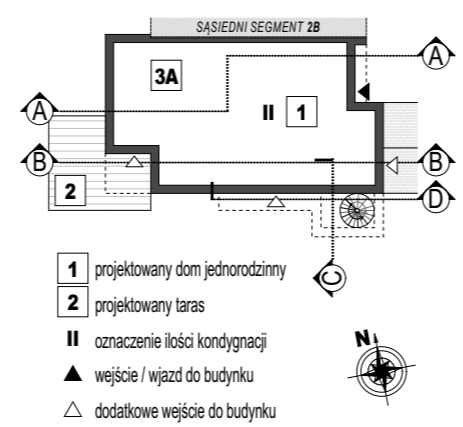 SĄSIEDNI SEGMENT 2B
3A
A
A
II 1
B
B
2
D
C
1 projektowany dom jednorodzinny
2 projektowany taras
II oznaczenie ilości kondygnacji
wejście / wjazd do budynku
dodatkowe wejście do budynku
N